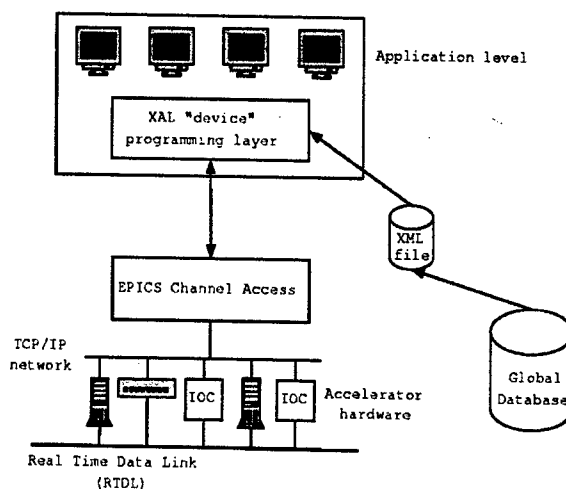 Application level
XAL "device"
programming layer
XML
file
EPICS Channel Access
TCP/IP
network
IOC
IOC
Accelerator
hardware
Global
Database
Real Time Data Link
(RTDL)